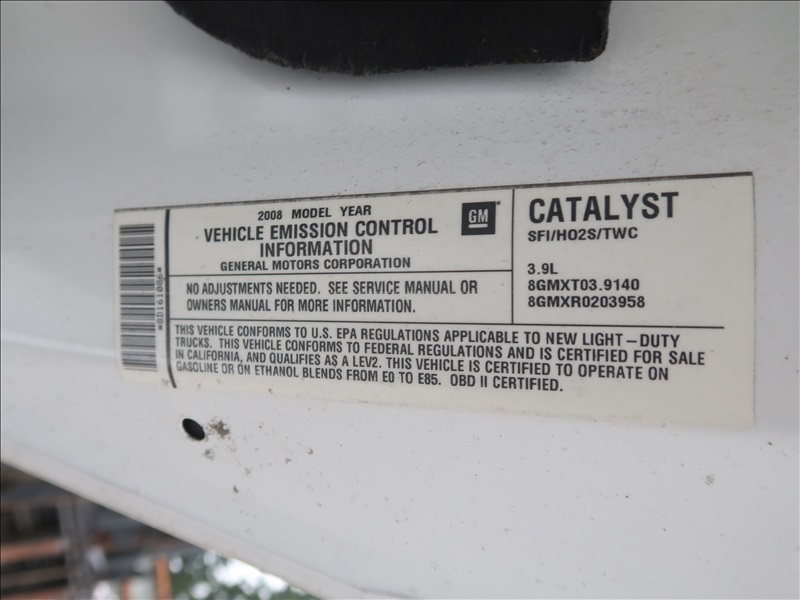 *8D161086*
2008 MODEL YEAR
VEHICLE EMISSION CONTROL
INFORMATION
GENERAL MOTORS CORPORATION
GM
NO ADJUSTMENTS NEEDED. SEE SERVICE MANUAL OR
OWNERS MANUAL FOR MORE INFORMATION.
CATALYST
SFI/HO2S/TWC
3.9L
8GMXT03.9140
8GMXR0203958
THIS VEHICLE CONFORMS TO U.S. EPA REGULATIONS APPLICABLE TO NEW LIGHT-DUTY
TRUCKS. THIS VEHICLE CONFORMS TO FEDERAL REGULATIONS AND IS CERTIFIED FOR SALE
IN CALIFORNIA, AND QUALIFIES AS A LEV2. THIS VEHICLE IS CERTIFIED TO OPERATE ON
GASOLINE OR ON ETHANOL BLENDS FROM E0 TO E85. OBD II CERTIFIED.